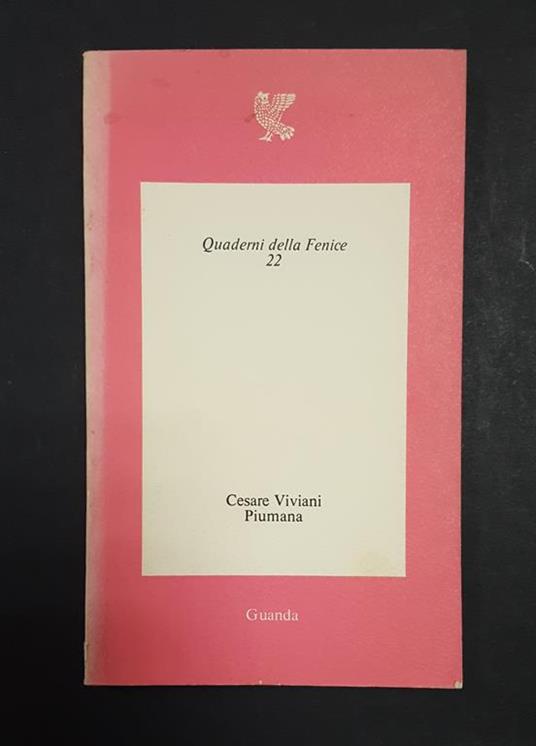 Quaderni della Fenice
22
Cesare Viviani
Piumana
Guanda